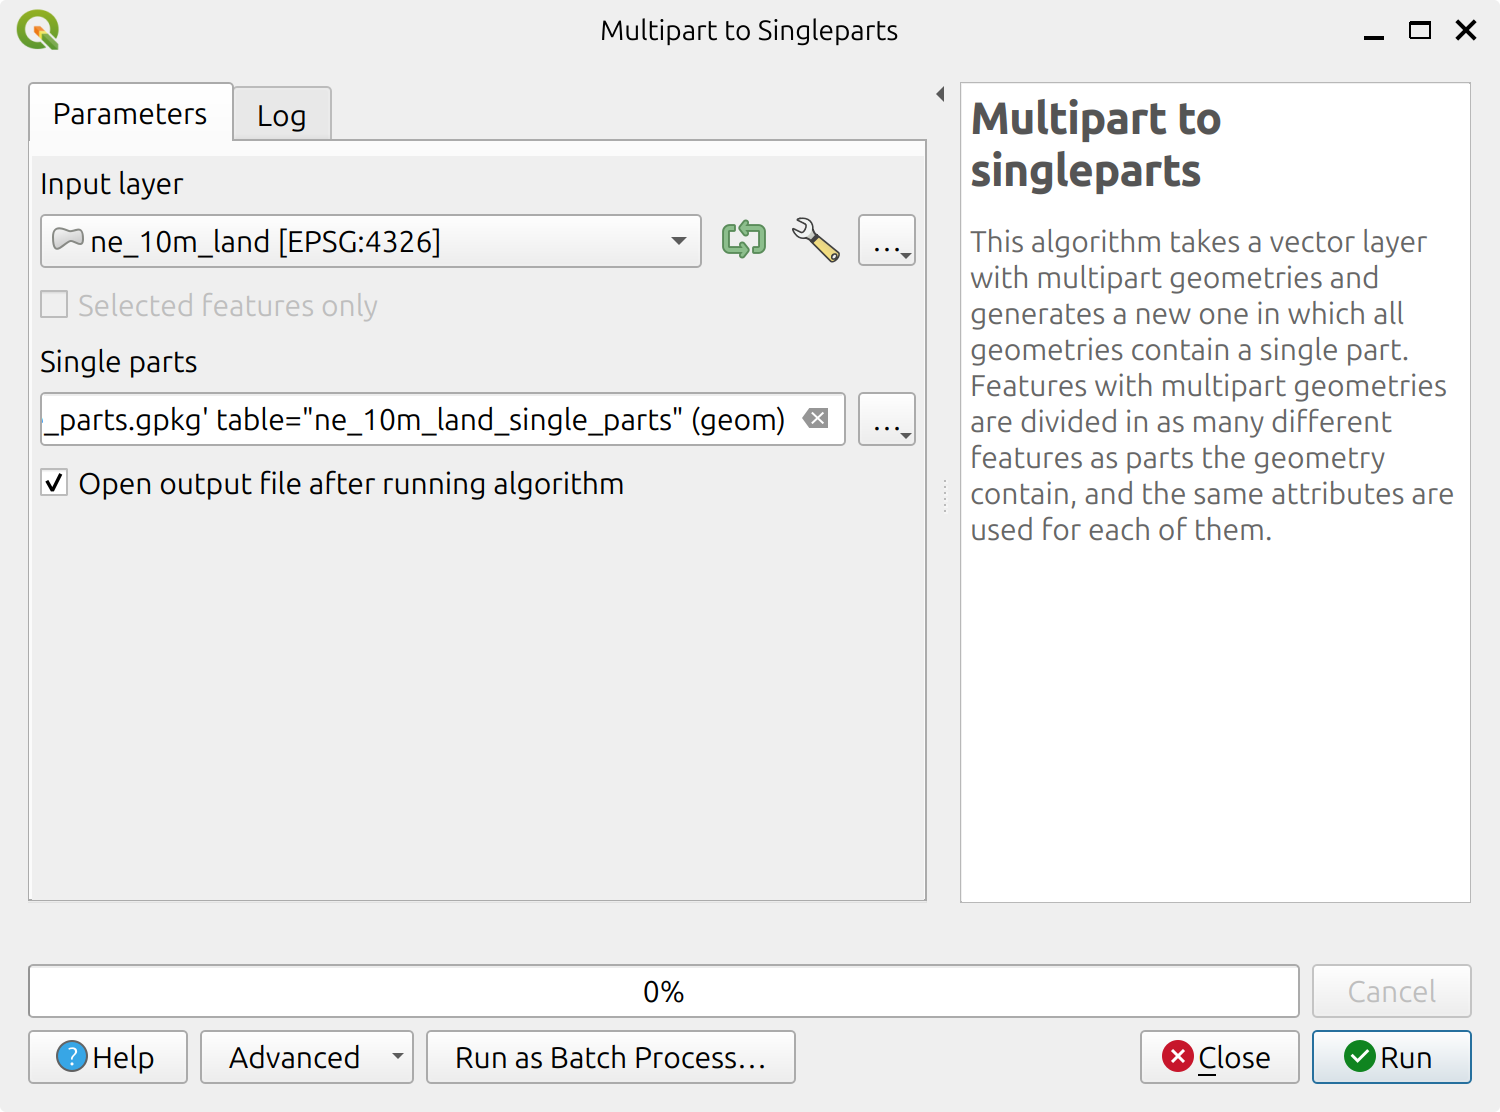 Multipart to Singleparts
Parameters
Log
Input layer
ne_10m_land [EPSG:4326]
...
Selected features only
Single parts
_parts.gpkg' table="ne_10m_land_single_parts" (geom)
...
Open output file after running algorithm
Multipart to
singleparts
This algorithm takes a vector layer
with multipart geometries and
generates a new one in which all
geometries contain a single part.
Features with multipart geometries
are divided in as many different
features as parts the geometry
contain, and the same attributes are
used for each of them.
0%
Cancel
Help
Advanced
Run as Batch Process…
Close
Run